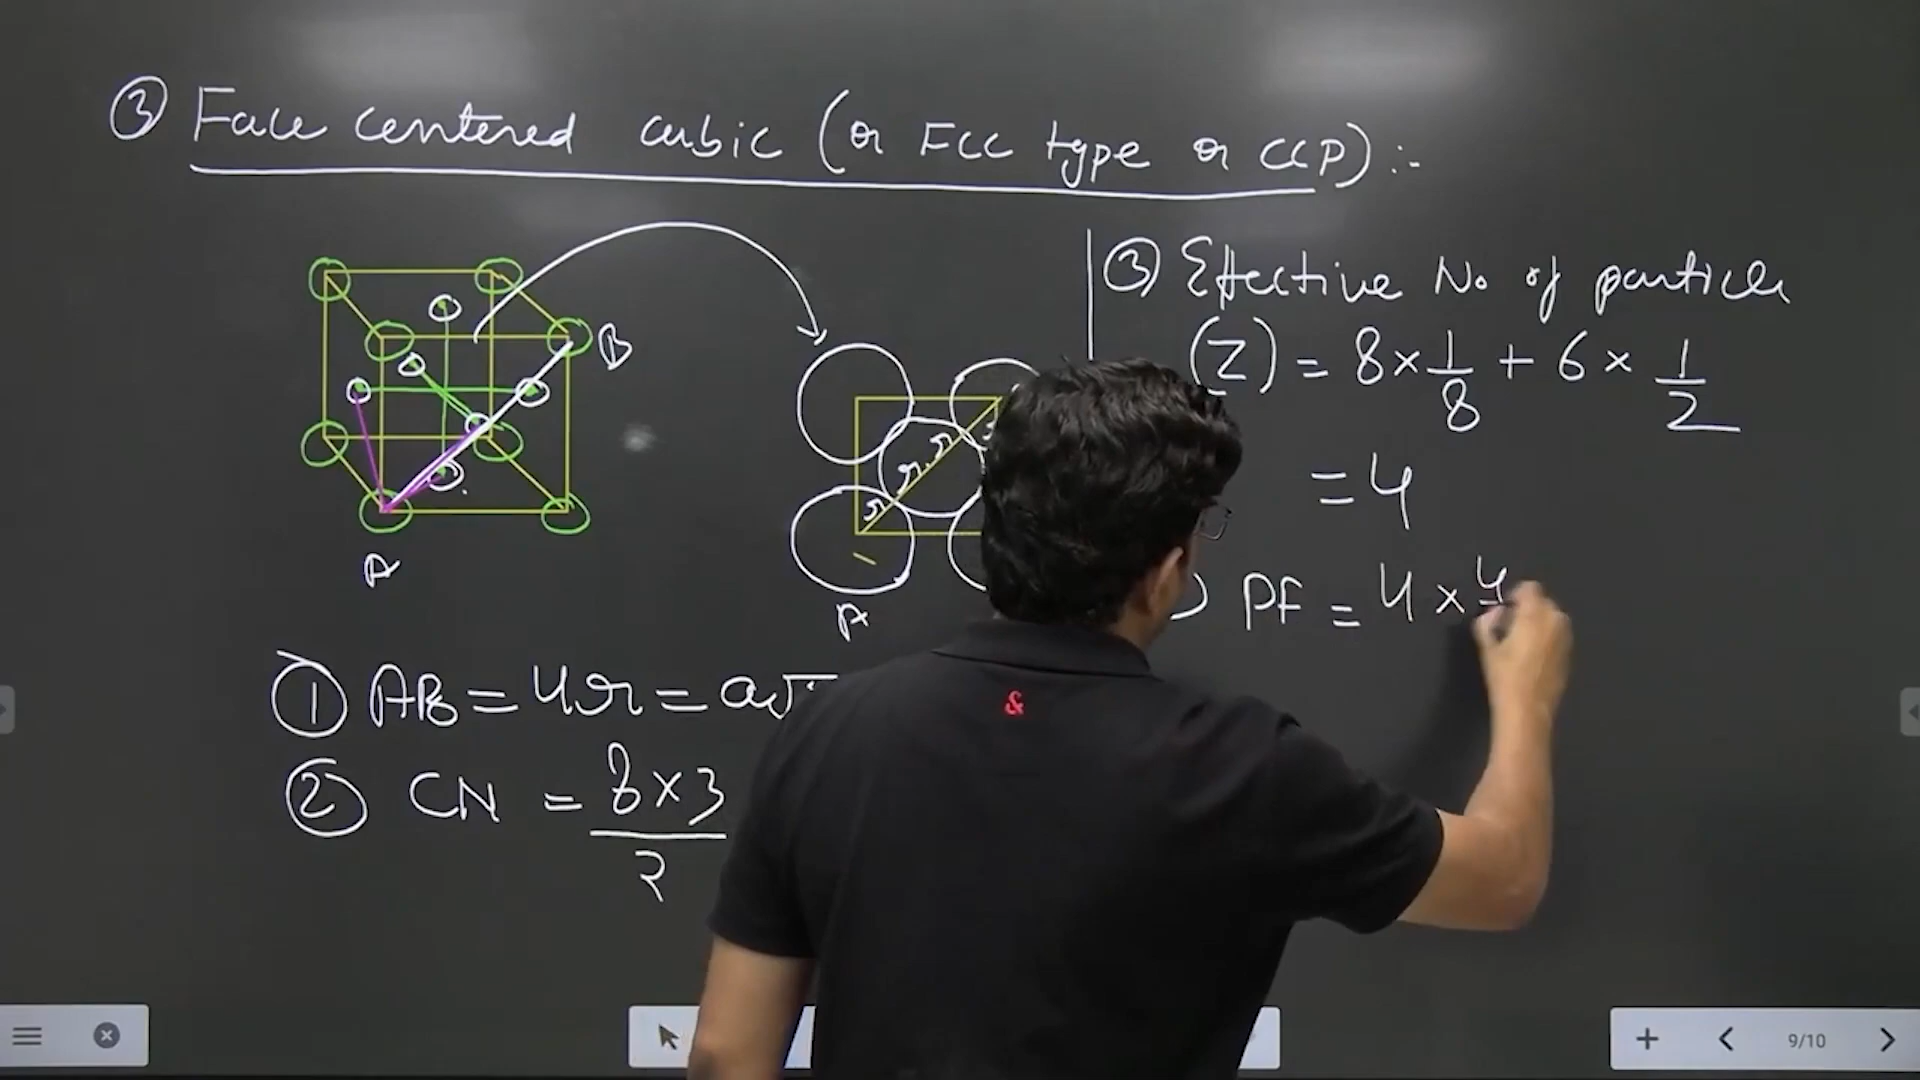 ③ Face centered cubic (or FCC type or CCP) :-
B
A
r r r
A
① AB = 4r = a√
② CN = 8×3/2
③ Effective No of particle
(Z) = 8×1/8 + 6×1/2
= 4
) PF = 4×4
&
9/10